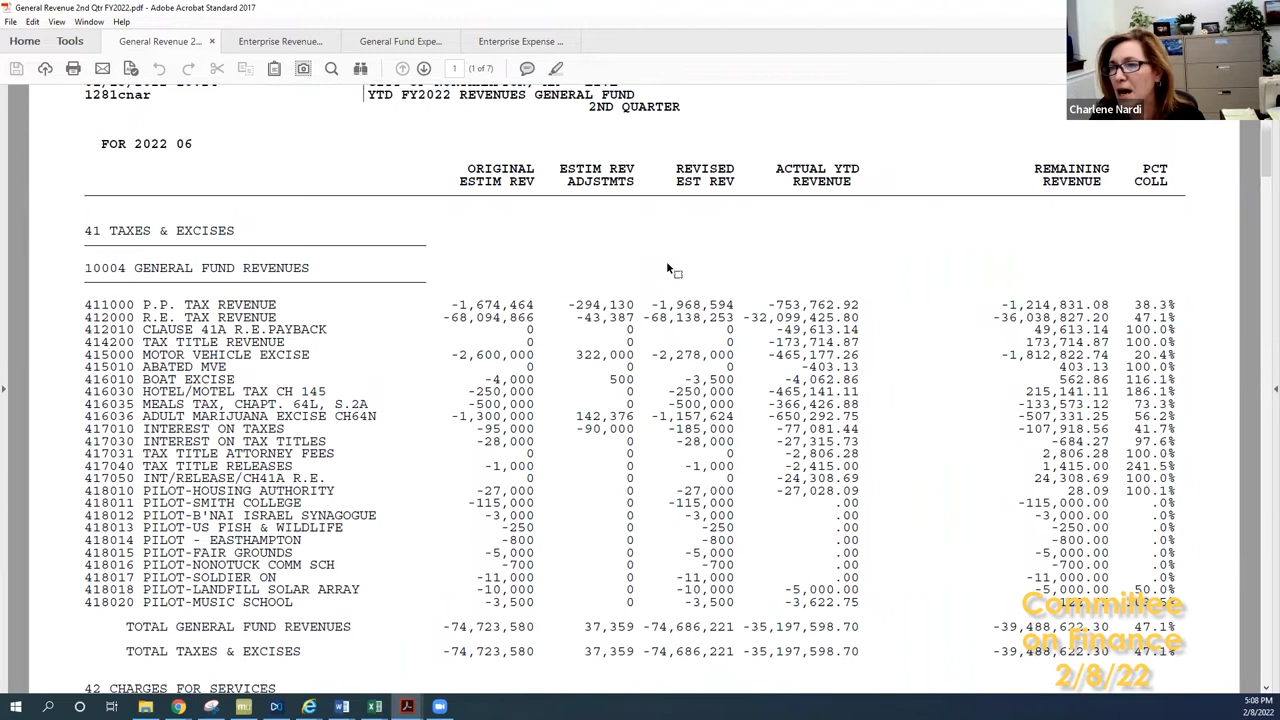 General Revenue 2nd Qtr FY2022.pdf - Adobe Acrobat Standard 2017
File Edit View Window Help
Home Tools General Revenue 2... × Enterprise Revenue... General Fund Expe... Enterprise Expense ...
1 (1 of 7)
Charlene Nardi
1281cnar YTD FY2022 REVENUES GENERAL FUND
2ND QUARTER
FOR 2022 06
ORIGINAL ESTIM REV REVISED ACTUAL YTD REMAINING PCT
ESTIM REV ADJSTMTS EST REV REVENUE REVENUE COLL
41 TAXES & EXCISES
10004 GENERAL FUND REVENUES
411000 P.P. TAX REVENUE -1,674,464 -294,130 -1,968,594 -753,762.92 -1,214,831.08 38.3%
412000 R.E. TAX REVENUE -68,094,866 -43,387 -68,138,253 -32,099,425.80 -36,038,827.20 47.1%
412010 CLAUSE 41A R.E.PAYBACK 0 0 0 -49,613.14 49,613.14 100.0%
414200 TAX TITLE REVENUE 0 0 0 -173,714.87 173,714.87 100.0%
415000 MOTOR VEHICLE EXCISE -2,600,000 322,000 -2,278,000 -465,177.26 -1,812,822.74 20.4%
415010 ABATED MVE 0 0 0 -403.13 403.13 100.0%
416010 BOAT EXCISE -4,000 500 -3,500 -4,062.86 562.86 116.1%
416030 HOTEL/MOTEL TAX CH 145 -250,000 0 -250,000 -465,141.11 215,141.11 186.1%
416035 MEALS TAX, CHAPT. 64L, S.2A -500,000 0 -500,000 -366,426.88 -133,573.12 73.3%
416036 ADULT MARIJUANA EXCISE CH64N -1,300,000 142,376 -1,157,624 -650,292.75 -507,331.25 56.2%
417010 INTEREST ON TAXES -95,000 -90,000 -185,000 -77,081.44 -107,918.56 41.7%
417030 INTEREST ON TAX TITLES -28,000 0 -28,000 -27,315.73 -684.27 97.6%
417031 TAX TITLE ATTORNEY FEES 0 0 0 -2,806.28 2,806.28 100.0%
417040 TAX TITLE RELEASES -1,000 0 -1,000 -2,415.00 1,415.00 241.5%
417050 INT/RELEASE/CH41A R.E. 0 0 0 -24,308.69 24,308.69 100.0%
418010 PILOT-HOUSING AUTHORITY -27,000 0 -27,000 -27,028.09 28.09 100.1%
418011 PILOT-SMITH COLLEGE -115,000 0 -115,000 .00 -115,000.00 .0%
418012 PILOT-B'NAI ISRAEL SYNAGOGUE -3,000 0 -3,000 .00 -3,000.00 .0%
418013 PILOT-US FISH & WILDLIFE -250 0 -250 .00 -250.00 .0%
418014 PILOT - EASTHAMPTON -800 0 -800 .00 -800.00 .0%
418015 PILOT-FAIR GROUNDS -5,000 0 -5,000 .00 -5,000.00 .0%
418016 PILOT-NONOTUCK COMM SCH -700 0 -700 .00 -700.00 .0%
418017 PILOT-SOLDIER ON -11,000 0 -11,000 .00 -11,000.00 .0%
418018 PILOT-LANDFILL SOLAR ARRAY -10,000 0 -10,000 -5,000.00 -5,000.00 50.0%
418020 PILOT-MUSIC SCHOOL -3,500 0 -3,500 -3,622.75
TOTAL GENERAL FUND REVENUES -74,723,580 37,359 -74,686,221 -35,197,598.70 -39,488,622.30 47.1%
TOTAL TAXES & EXCISES -74,723,580 37,359 -74,686,221 -35,197,598.70 -39,488,622.30 47.1%
42 CHARGES FOR SERVICES
Committee
on Finance
2/8/22
5:08 PM
2/8/2022